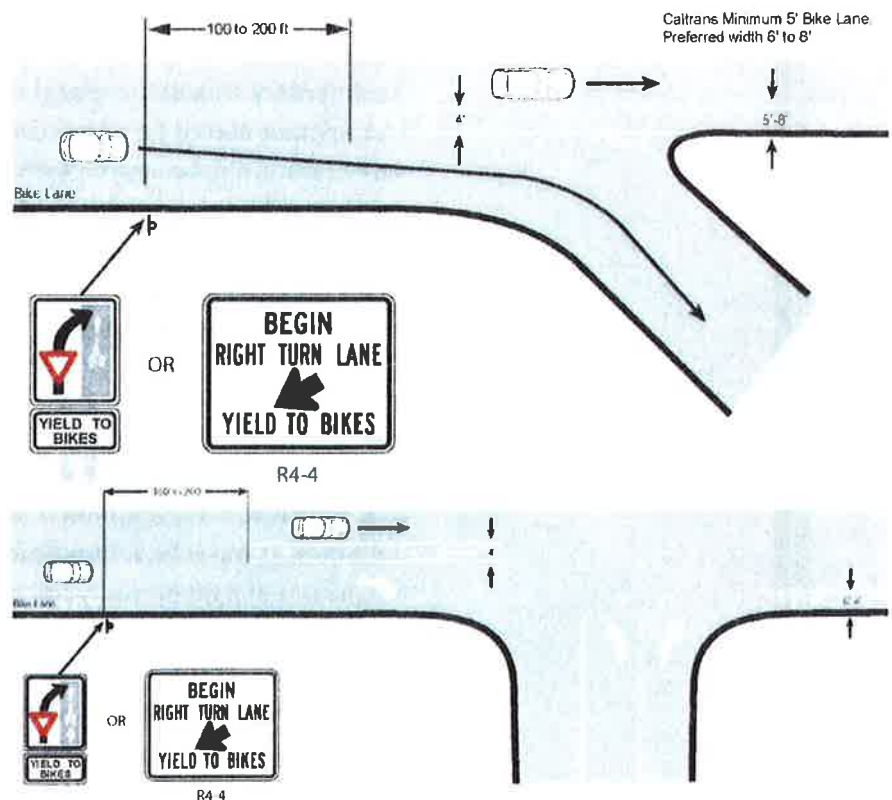 100 to 200 ft
Caltrans Minimum 5' Bike Lane
Preferred width 6' to 8'
4'
5'-8'
Bike Lane
YIELD TO
BIKES
OR
BEGIN
RIGHT TURN LANE
YIELD TO BIKES
R4-4
Bike Lane
YIELD TO
BIKES
OR
BEGIN
RIGHT TURN LANE
YIELD TO BIKES
R4-4